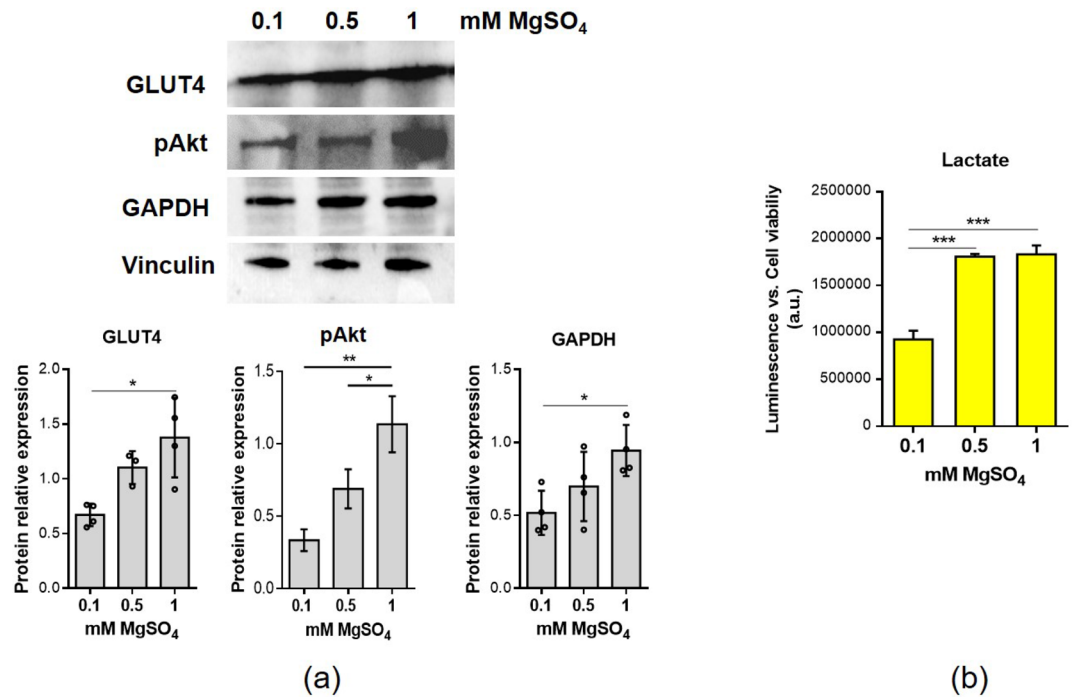 0.1 0.5 1 mM MgSO₄
GLUT4
pAkt
GAPDH
Vinculin
GLUT4
Protein relative expression
2.0
1.5
1.0
0.5
0.0
*
0.1 0.5 1
mM MgSO₄
pAkt
Protein relative expression
1.5
1.0
0.5
0.0
**
*
0.1 0.5 1
mM MgSO₄
GAPDH
Protein relative expression
1.5
1.0
0.5
0.0
*
0.1 0.5 1
mM MgSO₄
(a)
Lactate
Luminescence vs. Cell viabiliy
(a.u.)
2500000
2000000
1500000
1000000
500000
0
***
***
0.1 0.5 1
mM MgSO₄
(b)